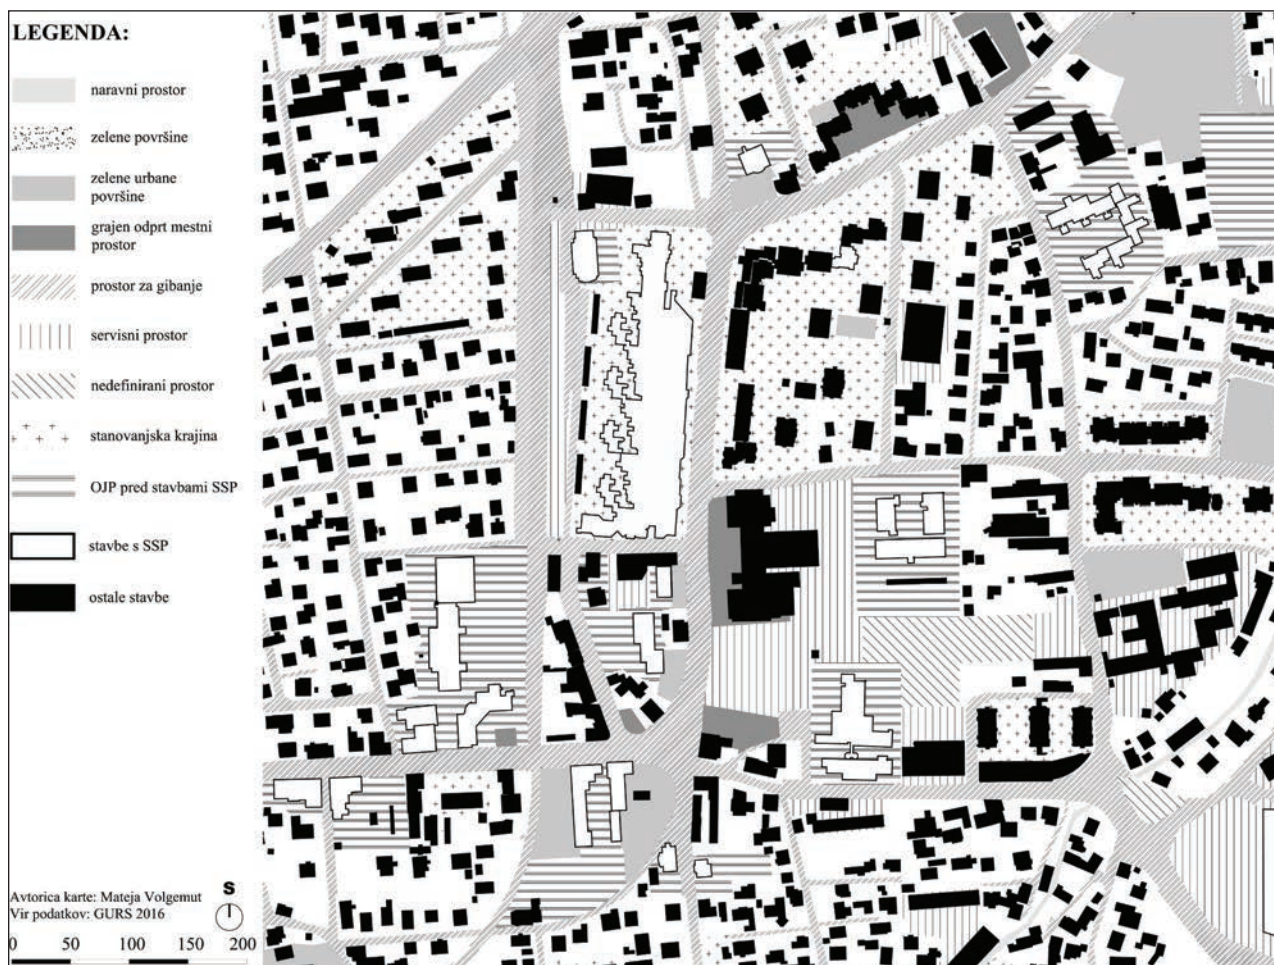 LEGENDA:
naravni prostor
zelene površine
zelene urbane
površine
grajen odprt mestni
prostor
prostor za gibanje
servisni prostor
nedefinirani prostor
stanovanjska krajina
OJP pred stavbami SSP
stavbe s SSP
ostale stavbe
Avtorica karte: Mateja Volgemut
Vir podatkov: GURS 2016
S
0 50 100 150 200